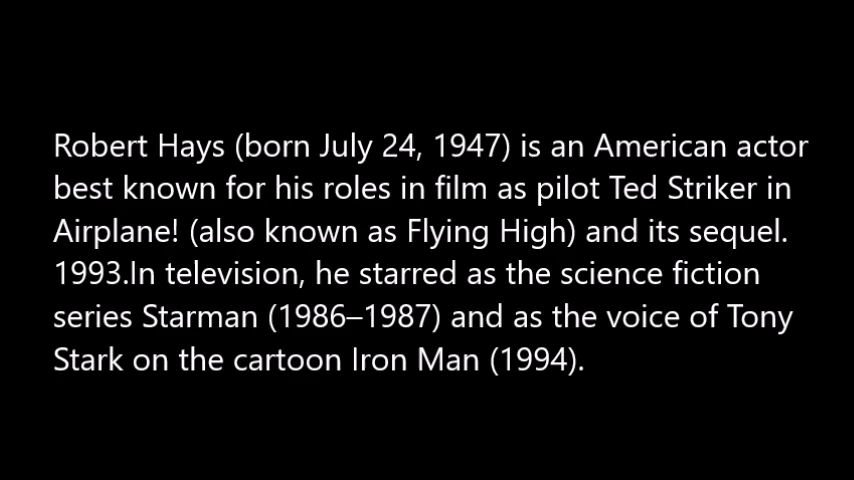 Robert Hays (born July 24, 1947) is an American actor
best known for his roles in film as pilot Ted Striker in
Airplane! (also known as Flying High) and its sequel.
1993.In television, he starred as the science fiction
series Starman (1986–1987) and as the voice of Tony
Stark on the cartoon Iron Man (1994).